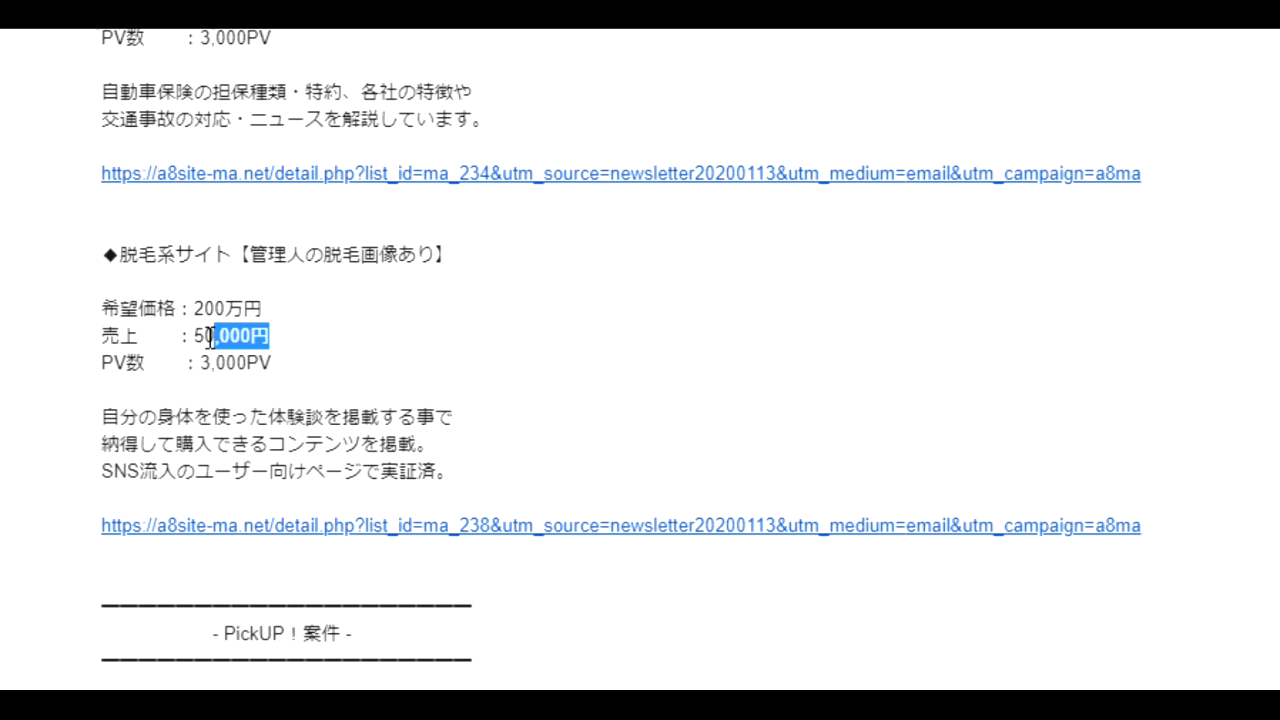 PV数　　：3,000PV
自動車保険の担保種類・特約、各社の特徴や
交通事故の対応・ニュースを解説しています。
https://a8site-ma.net/detail.php?list_id=ma_234&utm_source=newsletter20200113&utm_medium=email&utm_campaign=a8ma
◆脱毛系サイト【管理人の脱毛画像あり】
希望価格：200万円
売上　　：50,000円
PV数　　：3,000PV
自分の身体を使った体験談を掲載する事で
納得して購入できるコンテンツを掲載。
SNS流入のユーザー向けページで実証済。
https://a8site-ma.net/detail.php?list_id=ma_238&utm_source=newsletter20200113&utm_medium=email&utm_campaign=a8ma
━━━━━━━━━━━━━━━━━━━━
- PickUP！案件 -
━━━━━━━━━━━━━━━━━━━━